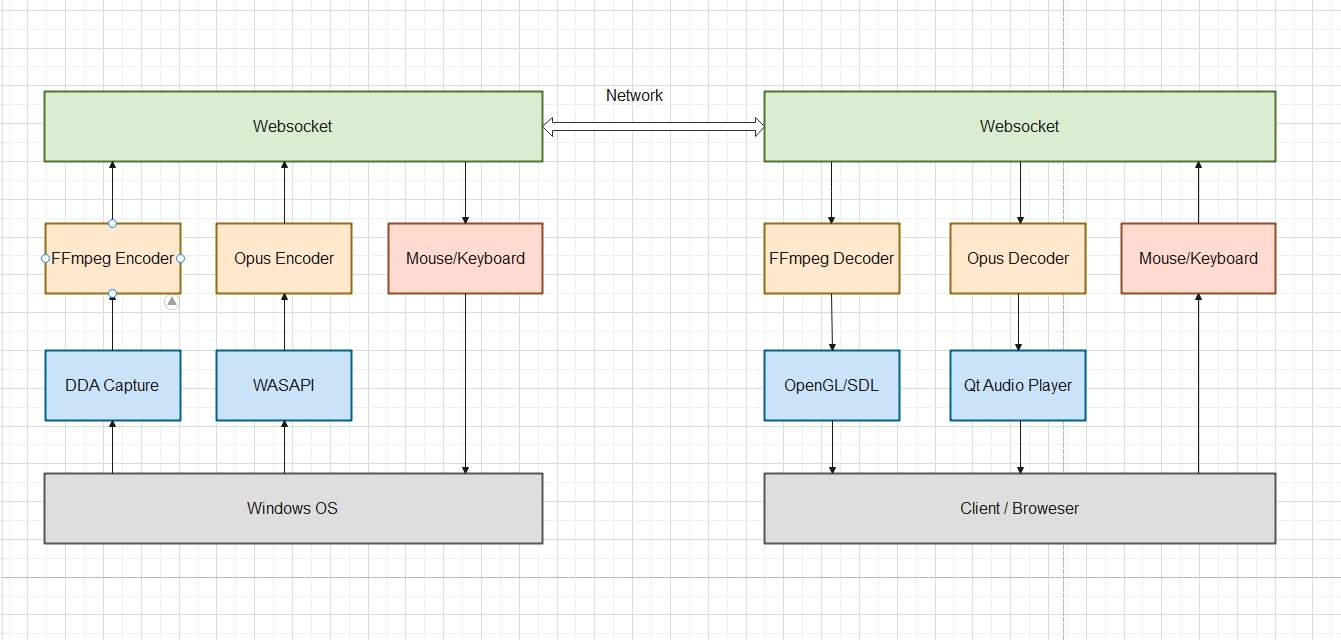 Network
Websocket
Websocket
FFmpeg Encoder
Opus Encoder
Mouse/Keyboard
FFmpeg Decoder
Opus Decoder
Mouse/Keyboard
DDA Capture
WASAPI
OpenGL/SDL
Qt Audio Player
Windows OS
Client / Broweser